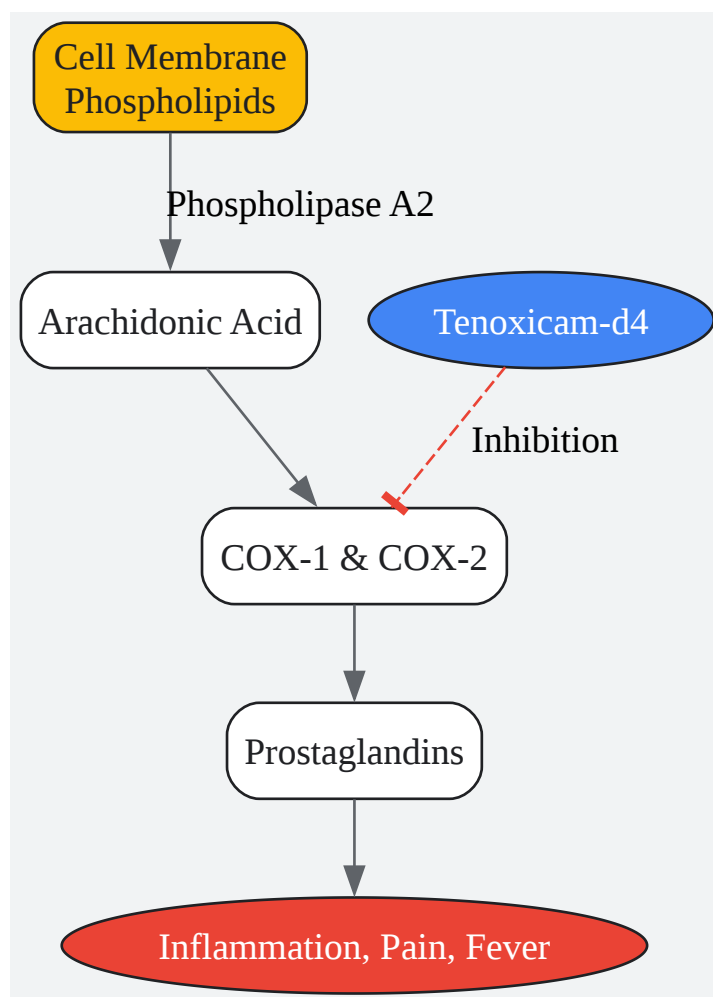 Cell Membrane
Phospholipids
Phospholipase A2
Arachidonic Acid
Tenoxicam-d4
Inhibition
COX-1 & COX-2
Prostaglandins
Inflammation, Pain, Fever